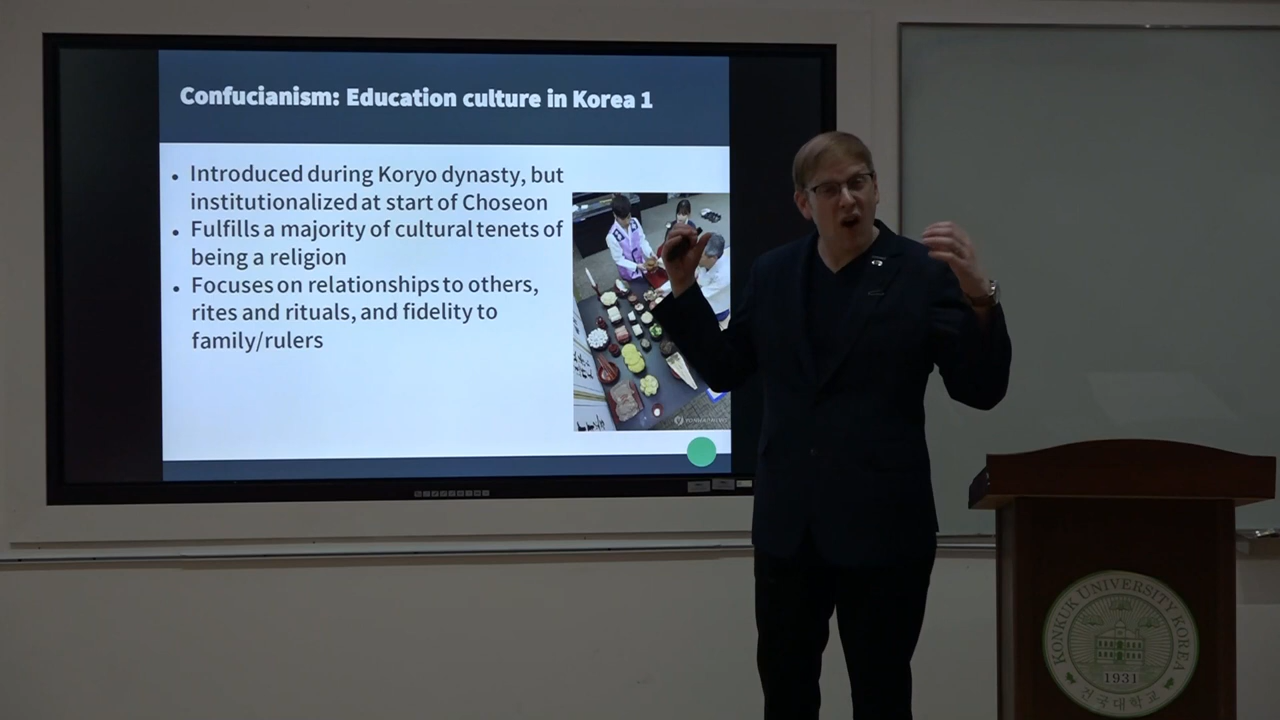 Confucianism: Education culture in Korea 1
• Introduced during Koryo dynasty, but
institutionalized at start of Choseon
• Fulfills a majority of cultural tenets of
being a religion
• Focuses on relationships to others,
rites and rituals, and fidelity to
family/rulers
KONKUK UNIVERSITY KOREA
1931
건국대학교